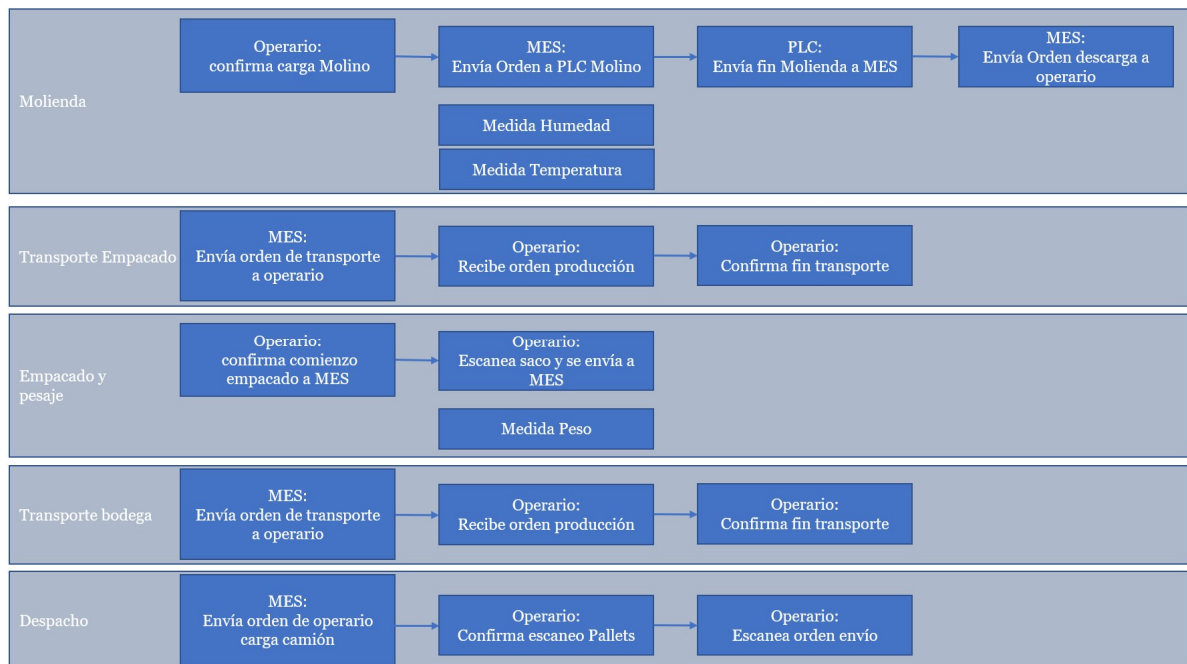 Molienda
Operario:
confirma carga Molino
MES:
Envía Orden a PLC Molino
PLC:
Envía fin Molienda a MES
MES:
Envía Orden descarga a
operario
Medida Humedad
Medida Temperatura
Transporte Empacado
MES:
Envía orden de transporte
a operario
Operario:
Recibe orden producción
Operario:
Confirma fin transporte
Empacado y
pesaje
Operario:
confirma comienzo
empacado a MES
Operario:
Escanea saco y se envía a
MES
Medida Peso
Transporte bodega
MES:
Envía orden de transporte
a operario
Operario:
Recibe orden producción
Operario:
Confirma fin transporte
Despacho
MES:
Envía orden de operario
carga camión
Operario:
Confirma escaneo Pallets
Operario:
Escanea orden envío